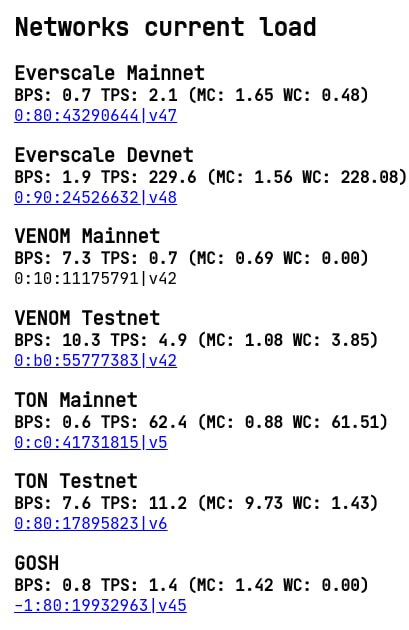 Networks current load
Everscale Mainnet
BPS: 0.7 TPS: 2.1 (MC: 1.65 WC: 0.48)
0:80:43290644|v47
Everscale Devnet
BPS: 1.9 TPS: 229.6 (MC: 1.56 WC: 228.08)
0:90:24526632|v48
VENOM Mainnet
BPS: 7.3 TPS: 0.7 (MC: 0.69 WC: 0.00)
0:10:11175791|v42
VENOM Testnet
BPS: 10.3 TPS: 4.9 (MC: 1.08 WC: 3.85)
0:b0:55777383|v42
TON Mainnet
BPS: 0.6 TPS: 62.4 (MC: 0.88 WC: 61.51)
0:c0:41731815|v5
TON Testnet
BPS: 7.6 TPS: 11.2 (MC: 9.73 WC: 1.43)
0:80:17895823|v6
GOSH
BPS: 0.8 TPS: 1.4 (MC: 1.42 WC: 0.00)
-1:80:19932963|v45